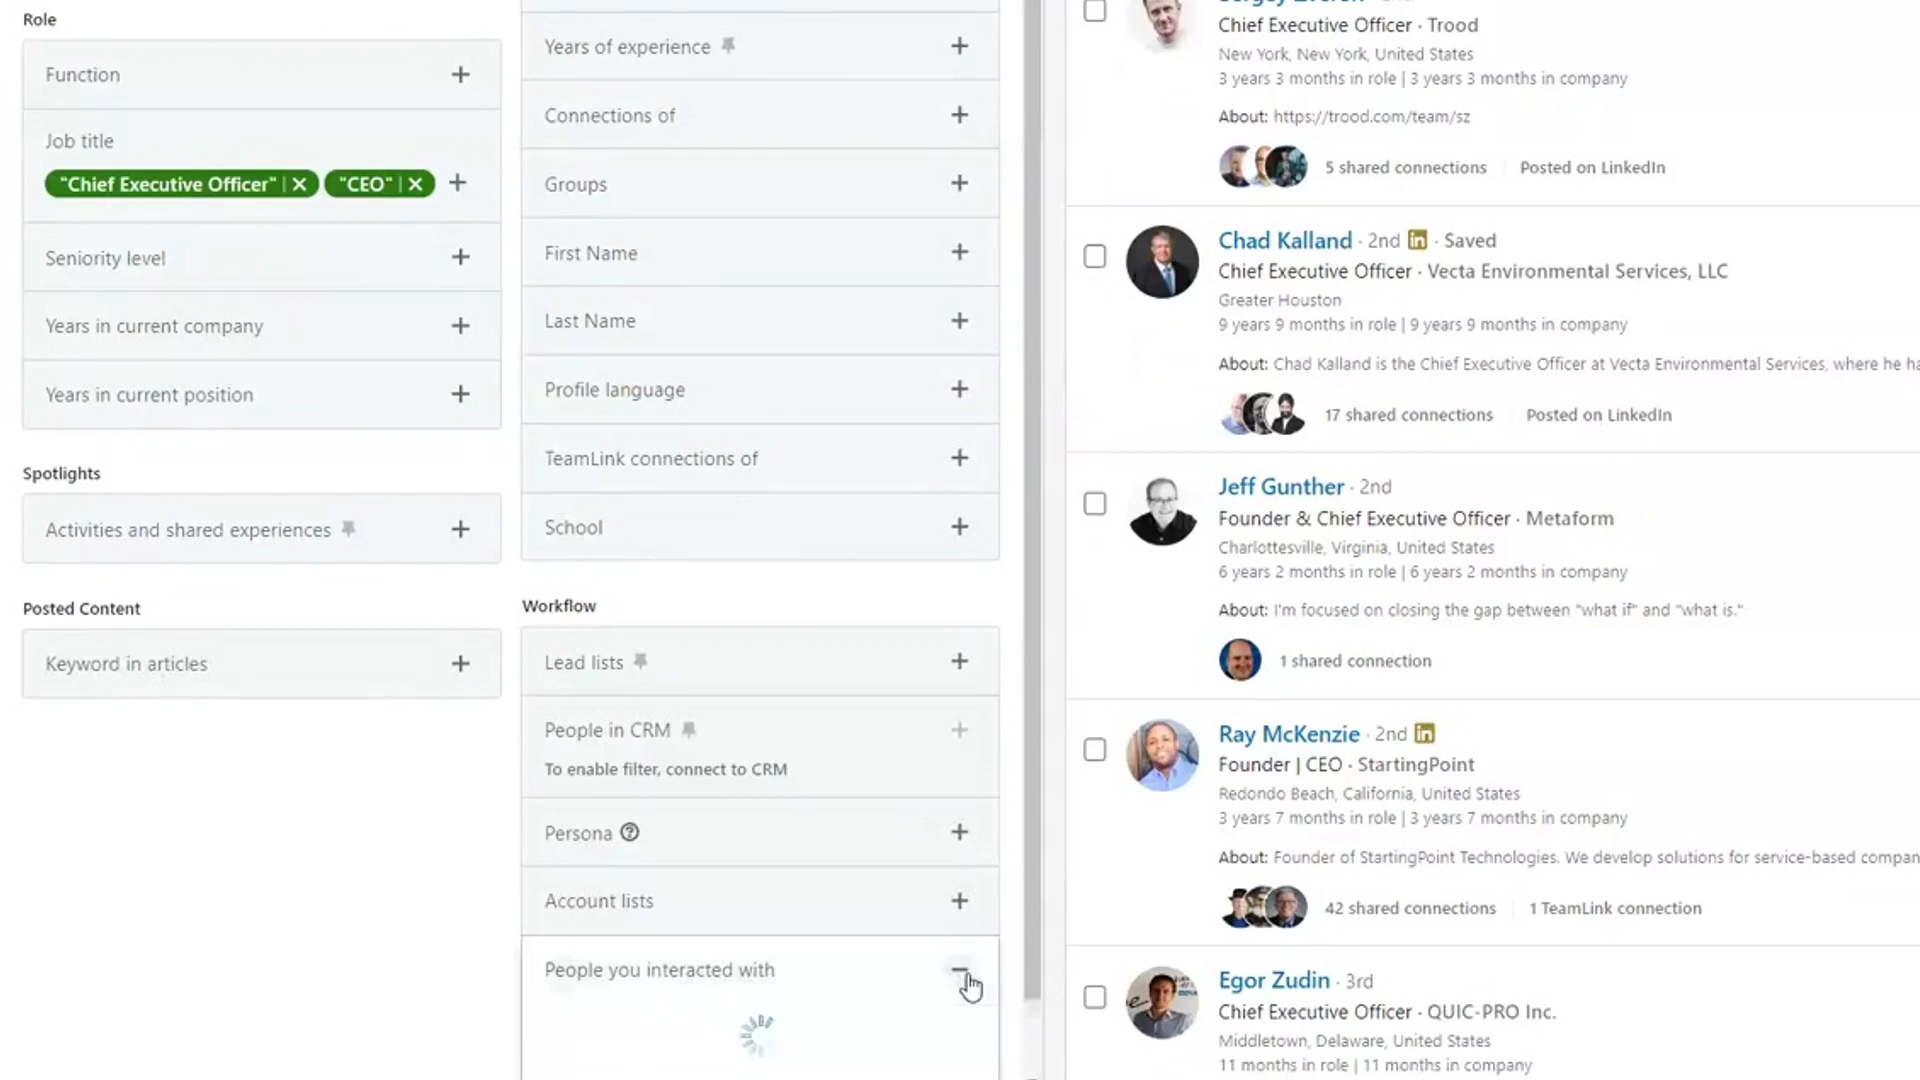 Role
Function
Job title
"Chief Executive Officer"
"CEO"
Seniority level
Years in current company
Years in current position
Spotlights
Activities and shared experiences
Posted Content
Keyword in articles
Years of experience
Connections of
Groups
First Name
Last Name
Profile language
TeamLink connections of
School
Workflow
Lead lists
People in CRM
To enable filter, connect to CRM
Persona
Account lists
People you interacted with
Chief Executive Officer · Trood
New York, New York, United States
3 years 3 months in role | 3 years 3 months in company
About: https://trood.com/team/sz
5 shared connections
Posted on LinkedIn
Chad Kalland · 2nd in · Saved
Chief Executive Officer · Vecta Environmental Services, LLC
Greater Houston
9 years 9 months in role | 9 years 9 months in company
About: Chad Kalland is the Chief Executive Officer at Vecta Environmental Services, where he ha
17 shared connections
Posted on LinkedIn
Jeff Gunther · 2nd
Founder & Chief Executive Officer · Metaform
Charlottesville, Virginia, United States
6 years 2 months in role | 6 years 2 months in company
About: I'm focused on closing the gap between "what if" and "what is."
1 shared connection
Ray McKenzie · 2nd in
Founder | CEO · StartingPoint
Redondo Beach, California, United States
3 years 7 months in role | 3 years 7 months in company
About: Founder of StartingPoint Technologies. We develop solutions for service-based compan
42 shared connections
1 TeamLink connection
Egor Zudin · 3rd
Chief Executive Officer · QUIC-PRO Inc.
Middletown, Delaware, United States
11 months in role | 11 months in company